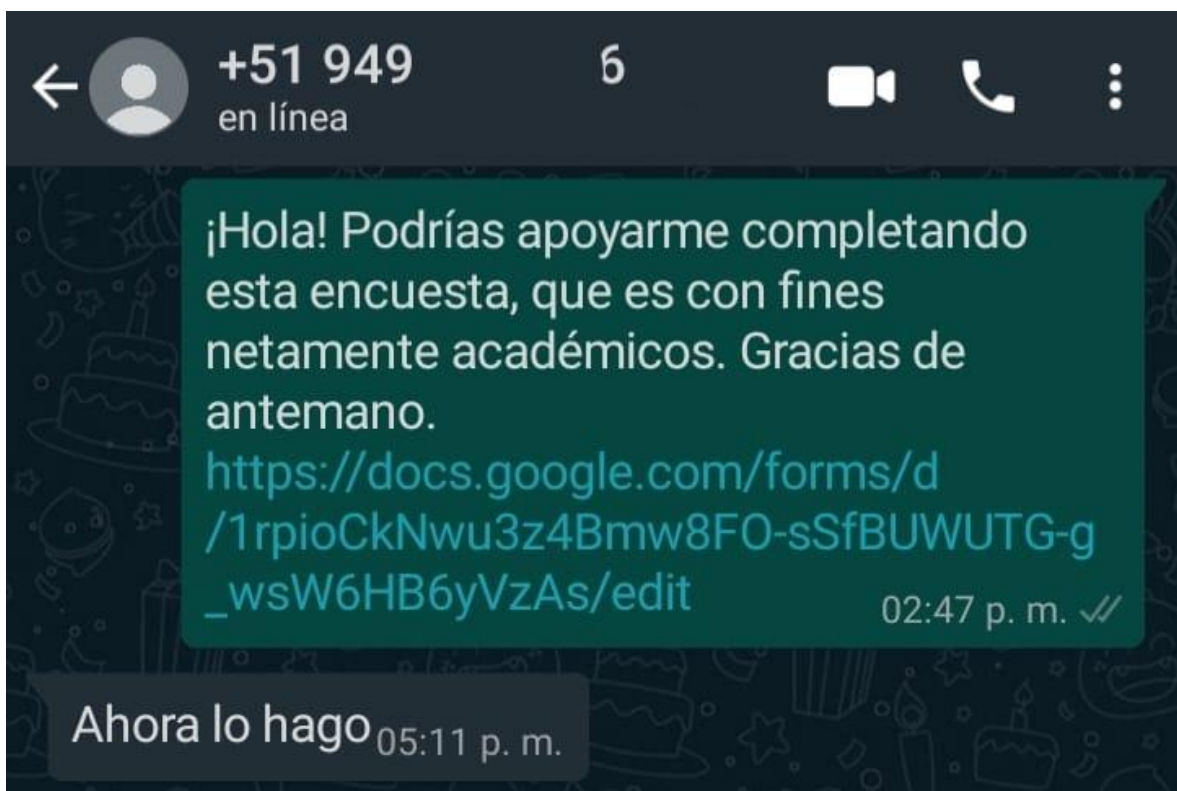 +51 949 6
en línea
¡Hola! Podrías apoyarme completando
esta encuesta, que es con fines
netamente académicos. Gracias de
antemano.
https://docs.google.com/forms/d
/1rpioCkNwu3z4Bmw8FO-sSfBUWUTG-g
_wsW6HB6yVzAs/edit
02:47 p. m.
Ahora lo hago 05:11 p. m.